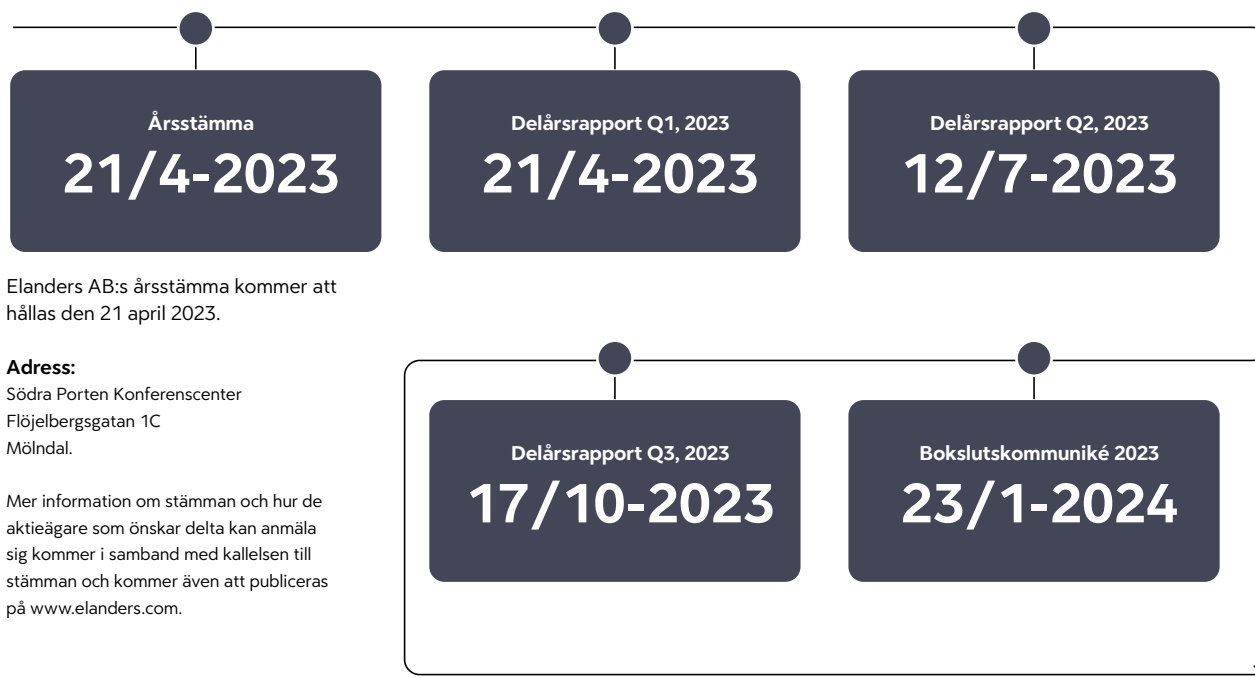 Årsstämma
21/4-2023
Delårsrapport Q1, 2023
21/4-2023
Delårsrapport Q2, 2023
12/7-2023
Elanders AB:s årsstämma kommer att
hållas den 21 april 2023.
Adress:
Södra Porten Konferenscenter
Flöjelbergsgatan 1C
Mölndal.
Mer information om stämman och hur de
aktieägare som önskar delta kan anmäla
sig kommer i samband med kallelsen till
stämman och kommer även att publiceras
på www.elanders.com.
Delårsrapport Q3, 2023
17/10-2023
Bokslutskommuniké 2023
23/1-2024